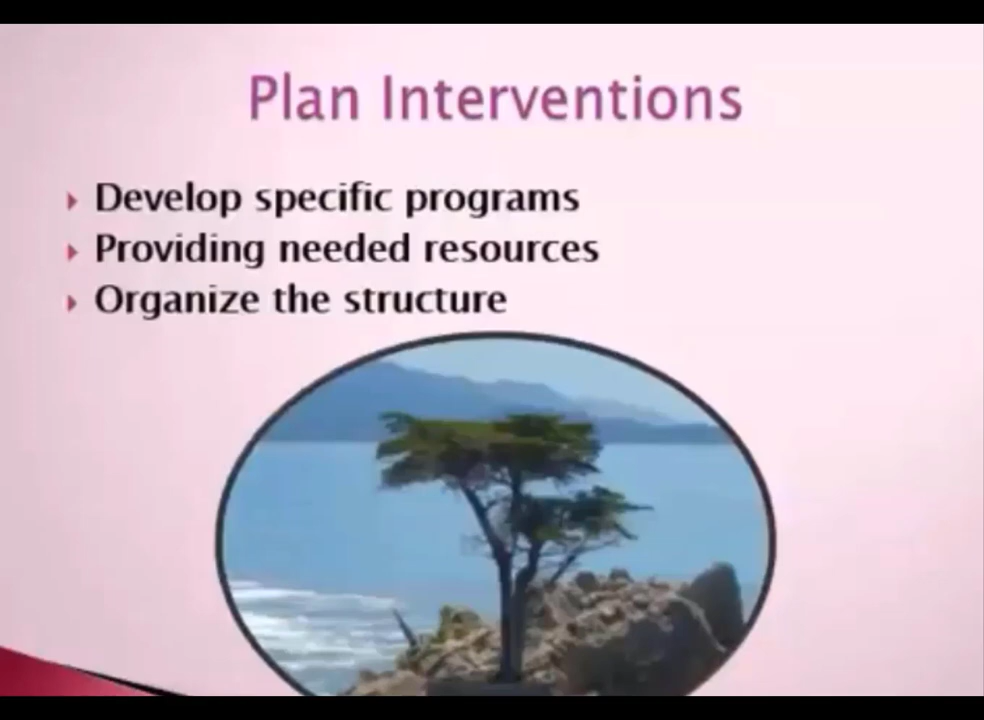 Plan Interventions
Develop specific programs
Providing needed resources
Organize the structure